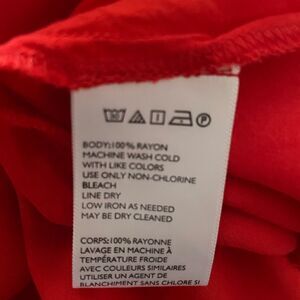 BODY:100% RAYON
MACHINE WASH COLD
WITH LIKE COLORS
USE ONLY NON-CHLORINE
BLEACH
LINE DRY
LOW IRON AS NEEDED
MAY BE DRY CLEANED
CORPS:100% RAYONNE
LAVAGE EN MACHINE À
TEMPÉRATURE FROIDE
AVEC COULEURS SIMILAIRES
UTILISER UN AGENT DE
BLANCHIMENT SANS CHLORE SI